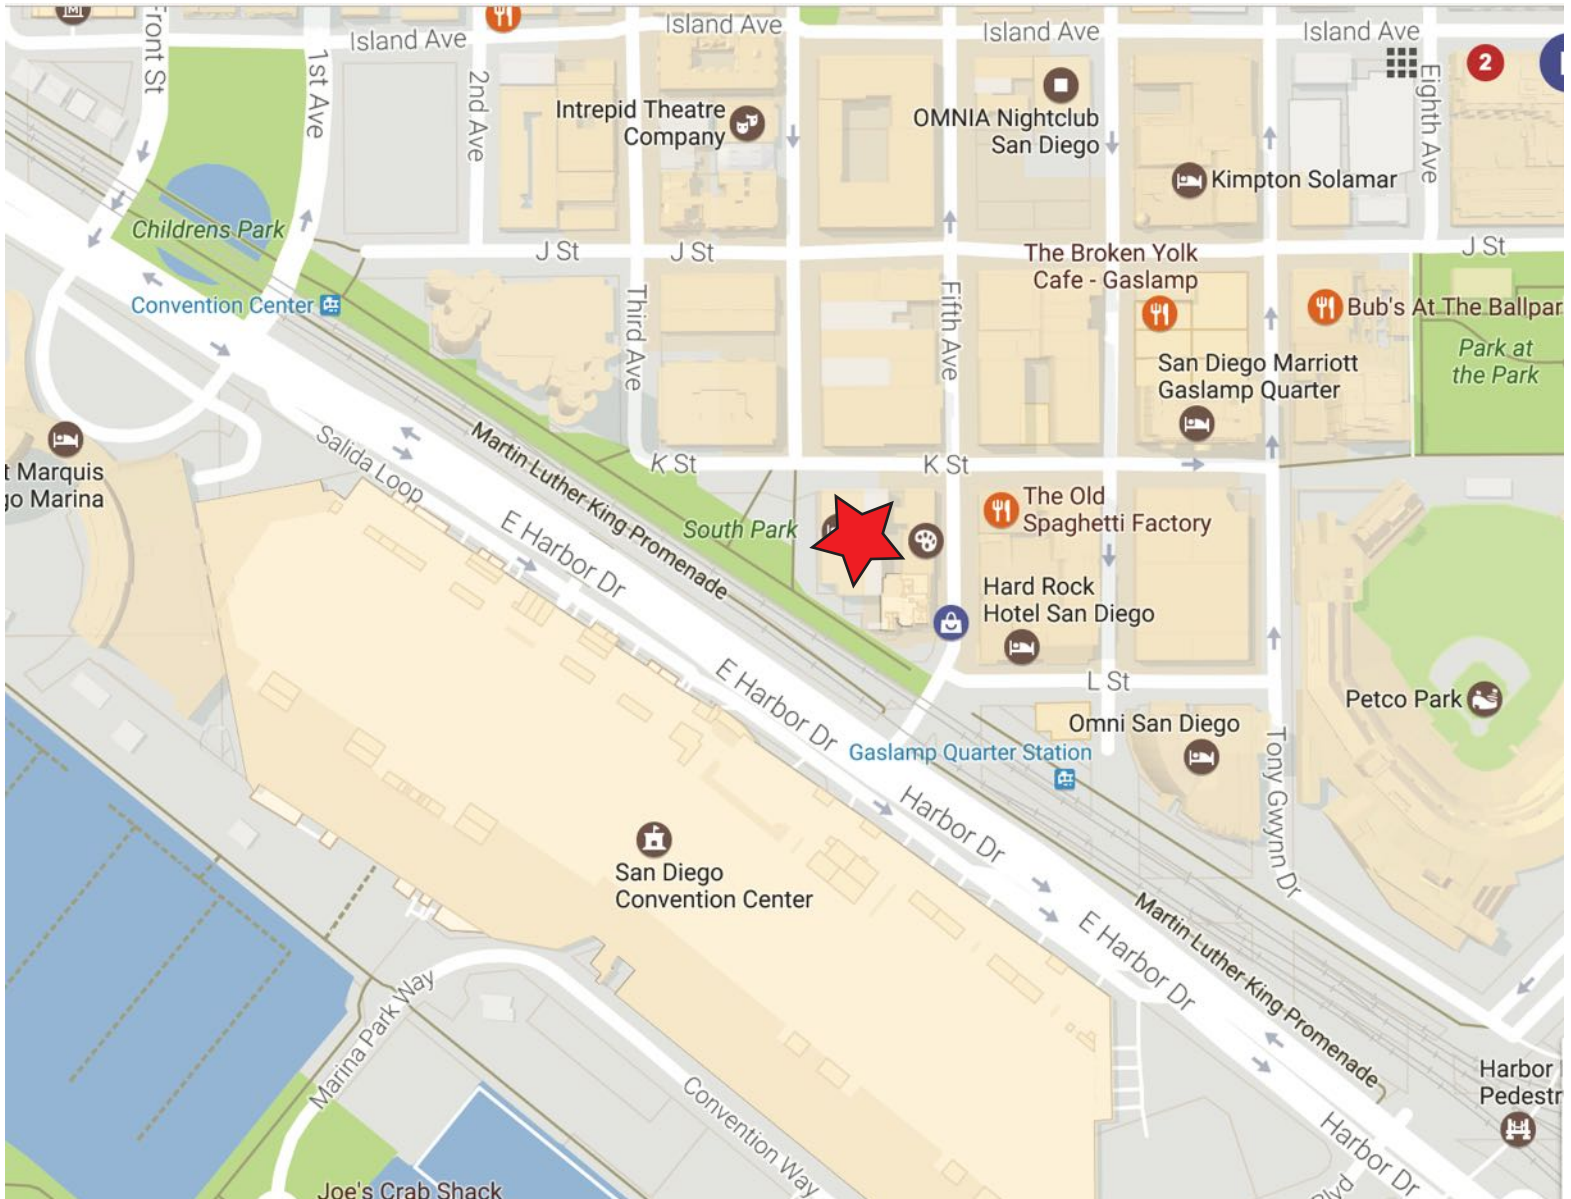 Island Ave
Island Ave
Island Ave
Island Ave
Front St
1st Ave
2nd Ave
Eighth Ave
2
Intrepid Theatre
Company
OMNIA Nightclub
San Diego
Kimpton Solamar
Childrens Park
J St
J St
J St
The Broken Yolk
Cafe - Gaslamp
Convention Center
Third Ave
Fifth Ave
Bub's At The Ballpar
Park at
the Park
San Diego Marriott
Gaslamp Quarter
t Marquis
go Marina
Salida Loop
Martin Luther King Promenade
K St
K St
The Old
Spaghetti Factory
South Park
E Harbor Dr
Hard Rock
Hotel San Diego
E Harbor Dr
L St
Petco Park
Omni San Diego
Gaslamp Quarter Station
Tony Gwynn Dr
Harbor Dr
San Diego
Convention Center
Martin Luther King Promenade
E Harbor Dr
Marina Park Way
Convention Way
Harbor
Pedestr
Harbor Dr
Blvd
Joe's Crab Shack